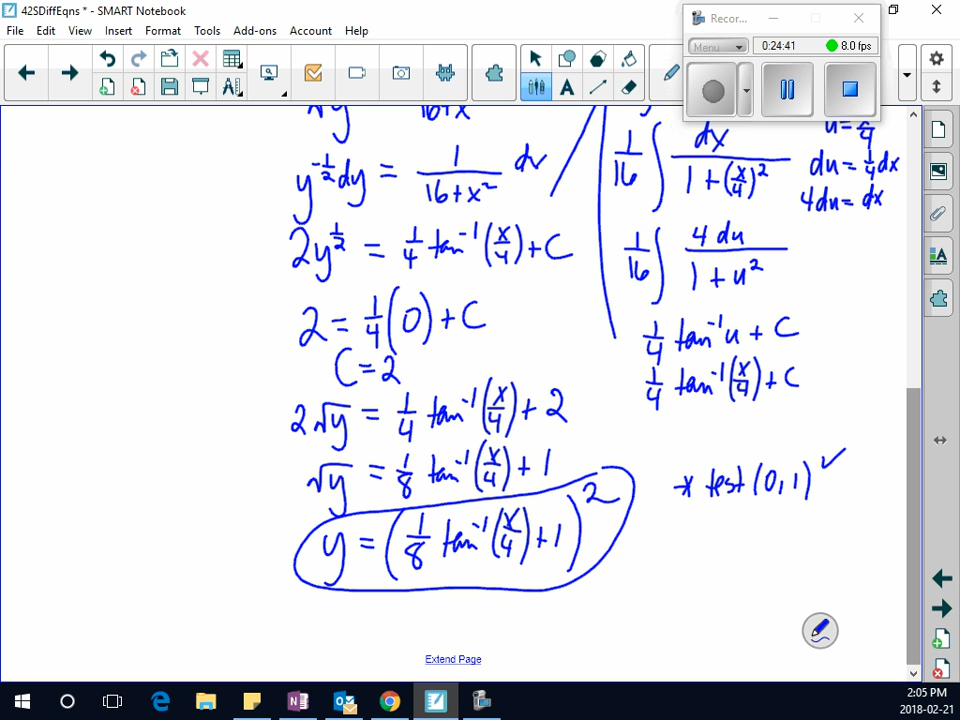 42SDiffEqns * - SMART Notebook
File Edit View Insert Format Tools Add-ons Account Help
Recor...
Menu
0:24:41
8.0 fps
√y 16+x
y^{-1/2} dy = 1/(16+x²) dx
2y^{1/2} = 1/4 tan⁻¹(x/4) + C
2 = 1/4(0) + C
C = 2
2√y = 1/4 tan⁻¹(x/4) + 2
√y = 1/8 tan⁻¹(x/4) + 1
y = (1/8 tan⁻¹(x/4) + 1)²
1/16 ∫ dx/(1+(x/4)²)
u = x/4
du = 1/4 dx
4du = dx
1/16 ∫ 4 du/(1+u²)
1/4 tan⁻¹ u + C
1/4 tan⁻¹(x/4) + C
* test (0,1) ✓
Extend Page
2:05 PM
2018-02-21